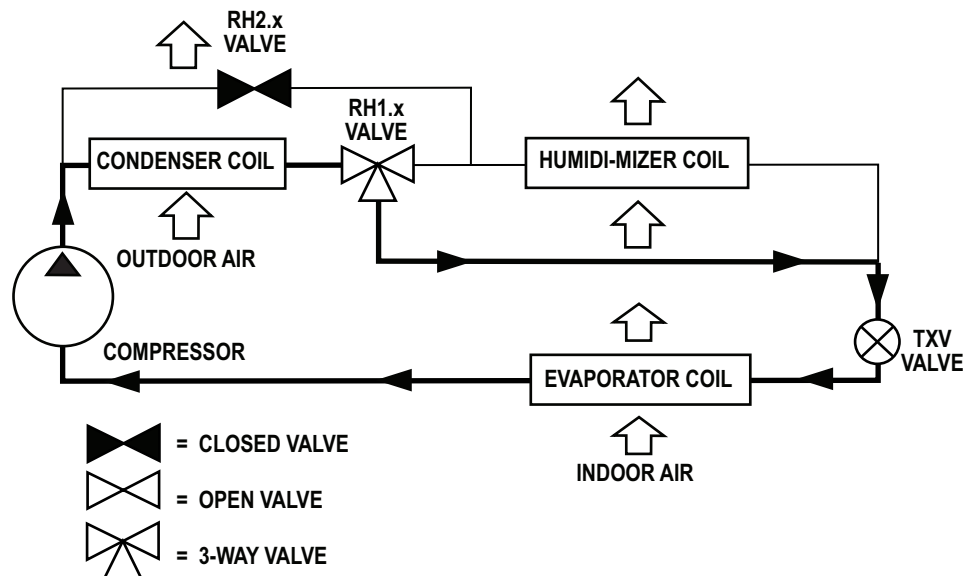 RH2.x
VALVE
RH1.x
VALVE
CONDENSER COIL
HUMIDI-MIZER COIL
OUTDOOR AIR
COMPRESSOR
TXV
VALVE
EVAPORATOR COIL
INDOOR AIR
= CLOSED VALVE
= OPEN VALVE
= 3-WAY VALVE